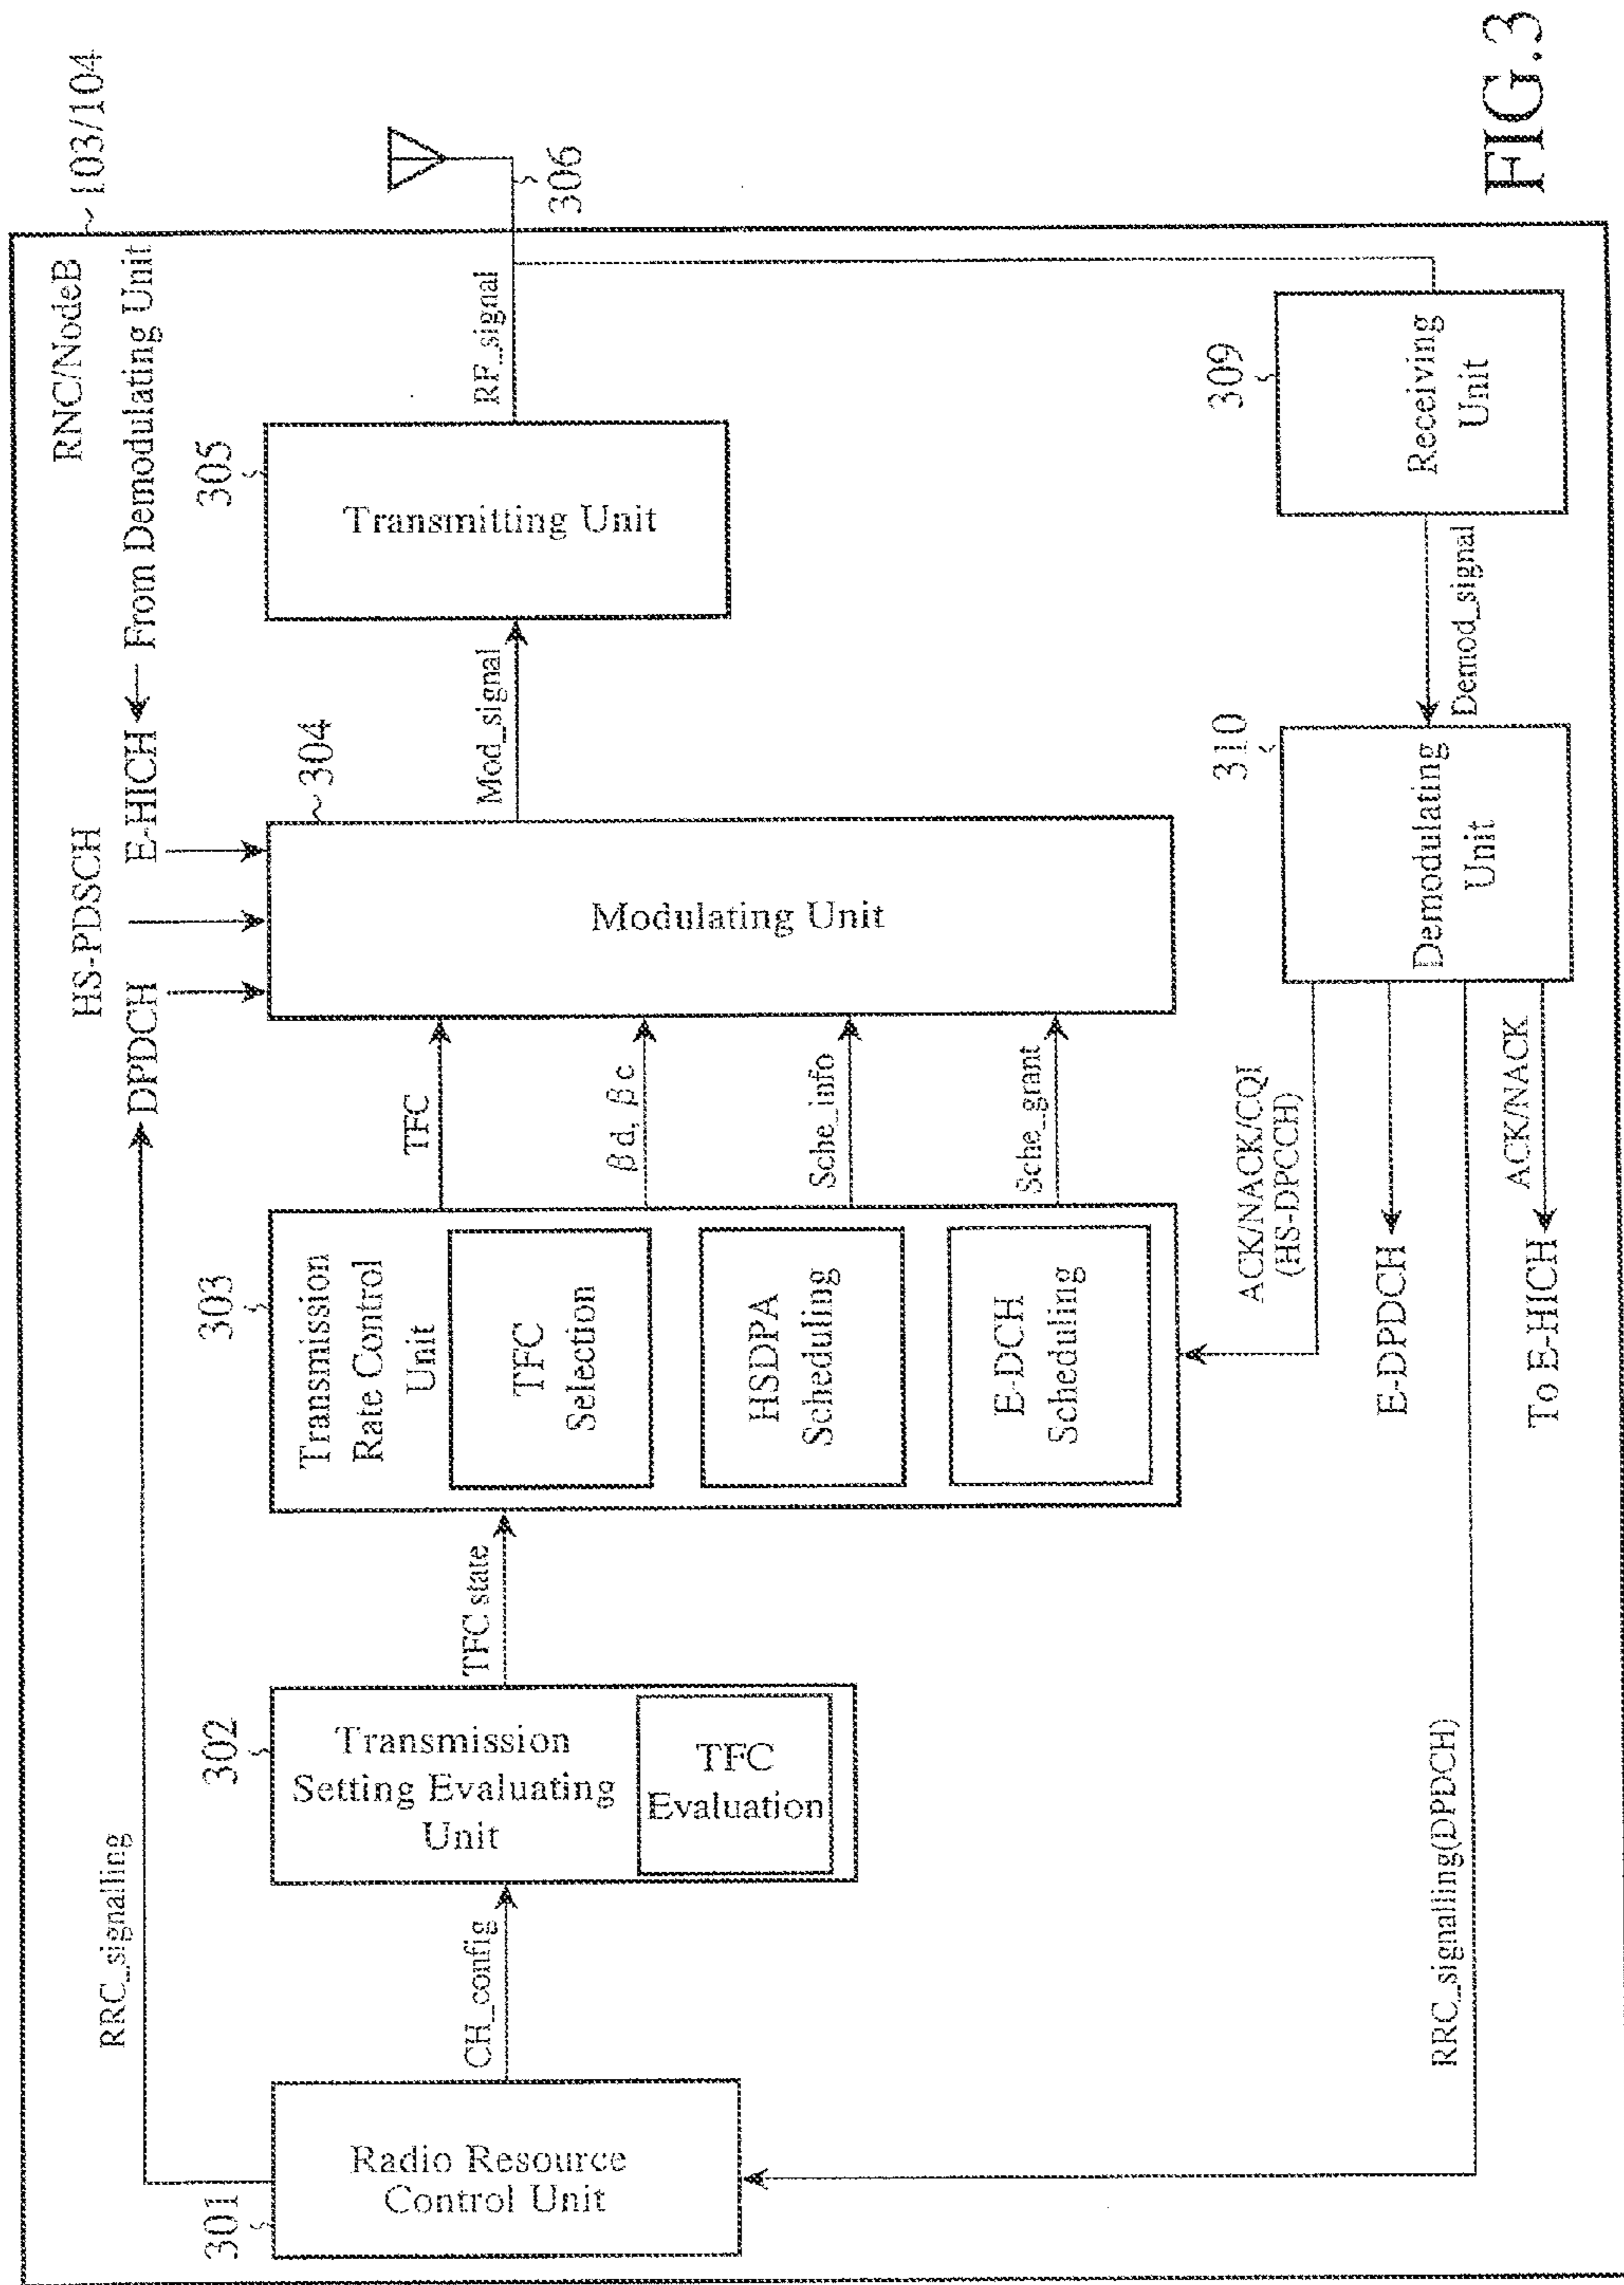 RNC/NodeB
103/104
RRC_signalling
DPDCH
HS-PDSCH
E-HICH
From Demodulating Unit
301
Radio Resource
Control Unit
CH_config
302
Transmission
Setting Evaluating
Unit
TFC
Evaluation
TFC state
303
Transmission
Rate Control
Unit
TFC
Selection
HSDPA
Scheduling
E-DCH
Scheduling
TFC
βd, βc
Sche_info
Sche_grant
304
Modulating Unit
Mod_signal
305
Transmitting Unit
RF_signal
306
309
Receiving
Unit
Demod_signal
310
Demodulating
Unit
ACK/NACK/CQI
(HS-DPCCH)
E-DPDCH
RRC_signalling(DPDCH)
ACK/NACK
To E-HICH
FIG.3